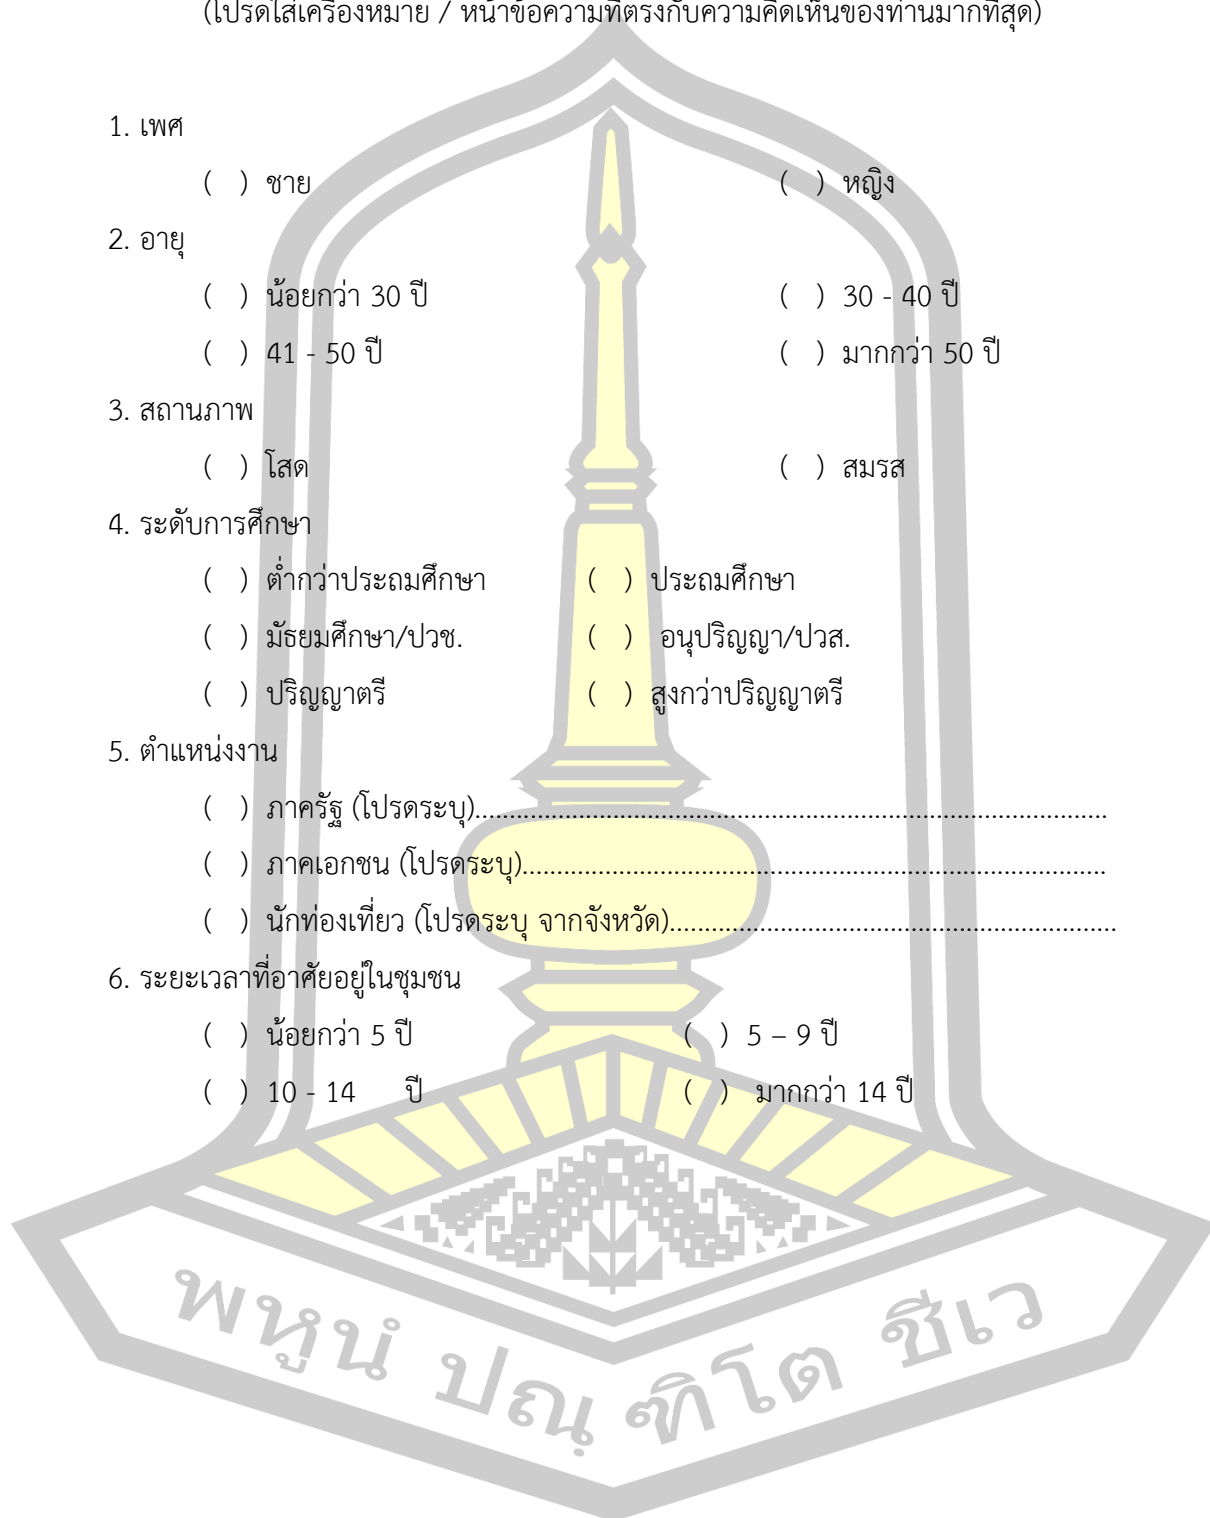 (โปรดใส่เครื่องหมาย / หน้าข้อความที่ตรงกับความคิดเห็นของท่านมากที่สุด)
1. เพศ
( ) ชาย ( ) หญิง
2. อายุ
( ) น้อยกว่า 30 ปี ( ) 30 - 40 ปี
( ) 41 - 50 ปี ( ) มากกว่า 50 ปี
3. สถานภาพ
( ) โสด ( ) สมรส
4. ระดับการศึกษา
( ) ต่ำกว่าประถมศึกษา ( ) ประถมศึกษา
( ) มัธยมศึกษา/ปวช. ( ) อนุปริญญา/ปวส.
( ) ปริญญาตรี ( ) สูงกว่าปริญญาตรี
5. ตำแหน่งงาน
( ) ภาครัฐ (โปรดระบุ)............................................................................................
( ) ภาคเอกชน (โปรดระบุ).....................................................................................
( ) นักท่องเที่ยว (โปรดระบุ จากจังหวัด).................................................................
6. ระยะเวลาที่อาศัยอยู่ในชุมชน
( ) น้อยกว่า 5 ปี ( ) 5 – 9 ปี
( ) 10 - 14 ปี ( ) มากกว่า 14 ปี
พหูนํ ปณฺฑิโต ชีเว